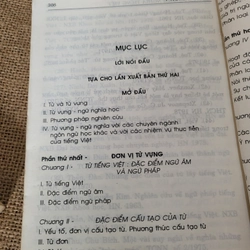 MỤC LỤC
LỜI NÓI ĐẦU
TỰA CHO LẦN XUẤT BẢN THỨ HAI
MỞ ĐẦU
I - Từ và từ vựng
II - Từ vựng - ngữ nghĩa học
III. Phương pháp nghiên cứu
IV. Từ vựng - ngữ nghĩa với các chuyên ngành
ngôn ngữ học khác và với các nhiệm vụ thực tiễn
của tiếng Việt
Phần thứ nhất - ĐƠN VỊ TỪ VỰNG
Chương I - TỪ TIẾNG VIỆT: ĐẶC ĐIỂM NGỮ ÂM
VÀ NGỮ PHÁP
I. Từ tiếng Việt
II. Đặc điểm ngữ âm
III. Đặc điểm ngữ pháp
Chương II - ĐẶC ĐIỂM CẤU TẠO CỦA TỪ
I. Yếu tố, đơn vị cấu tạo từ. Phương thức cấu tạo từ
II. Từ đơn